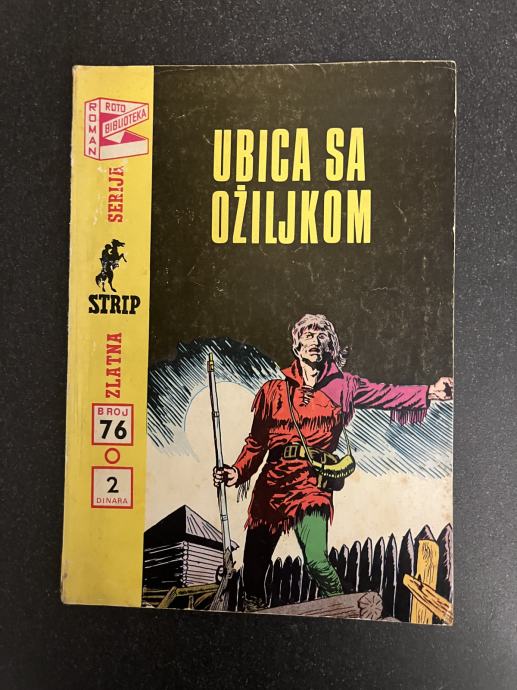 ROMAN
ROTO
BIBLIOTEKA
ZLATNA
STRIP
SERIJA
BROJ
76
2
DINARA
UBICA SA
OŽILJKOM